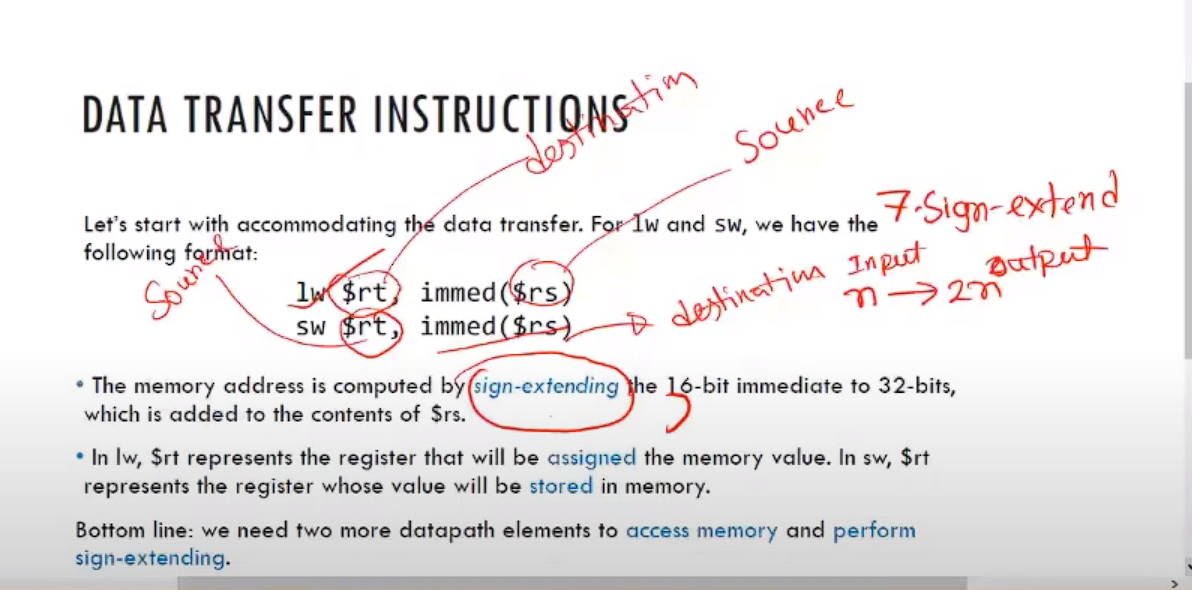 DATA TRANSFER INSTRUCTIONS
destination
Sounce
Let's start with accommodating the data transfer. For lw and sw, we have the
following format:
7-Sign-extend
Input Output
n → 2n
Sounce
lw $rt, immed($rs)
sw $rt, immed($rs)
destination
• The memory address is computed by sign-extending the 16-bit immediate to 32-bits,
which is added to the contents of $rs.
• In lw, $rt represents the register that will be assigned the memory value. In sw, $rt
represents the register whose value will be stored in memory.
Bottom line: we need two more datapath elements to access memory and perform
sign-extending.